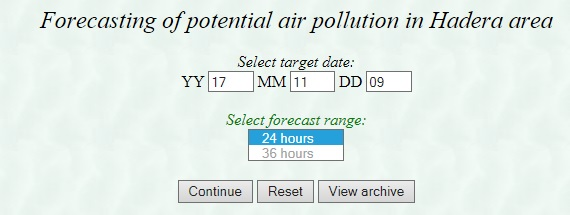 Forecasting of potential air pollution in Hadera area
Select target date:
YY 17 MM 11 DD 09
Select forecast range:
24 hours
36 hours
Continue Reset View archive